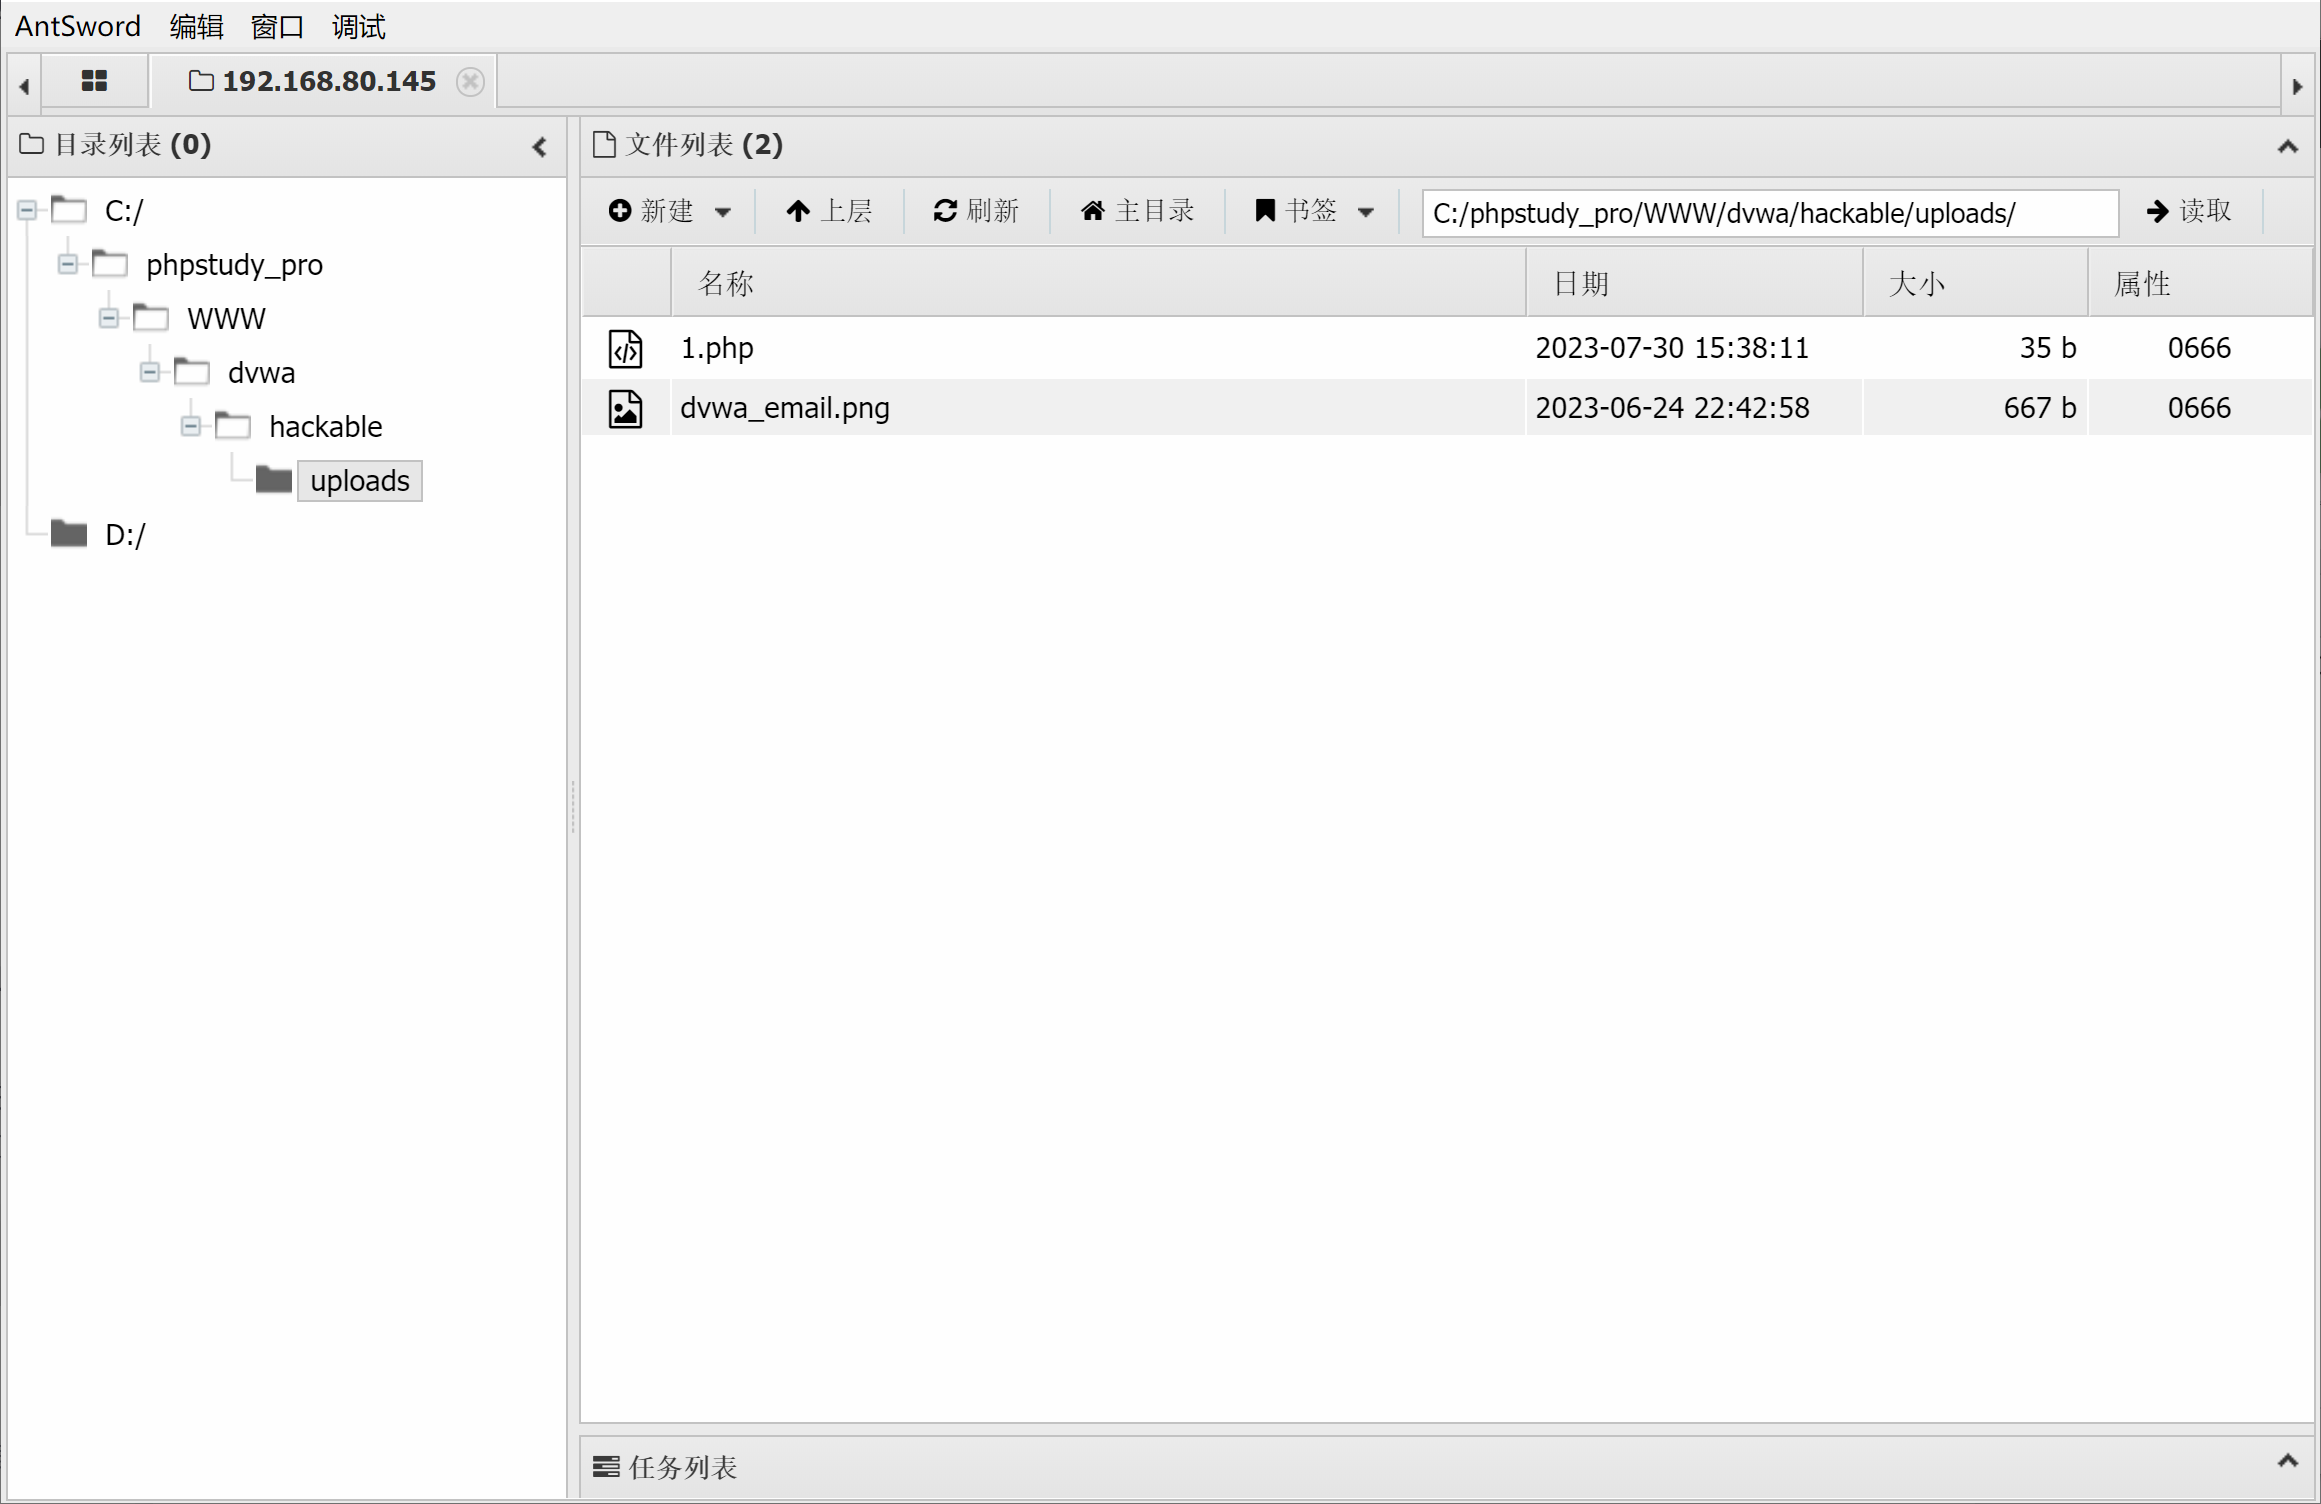 AntSword 编辑 窗口 调试
192.168.80.145
目录列表 (0)
C:/
phpstudy_pro
WWW
dvwa
hackable
uploads
D:/
文件列表 (2)
新建 上层 刷新 主目录 书签 C:/phpstudy_pro/WWW/dvwa/hackable/uploads/ 读取
名称 日期 大小 属性
1.php 2023-07-30 15:38:11 35 b 0666
dvwa_email.png 2023-06-24 22:42:58 667 b 0666
任务列表